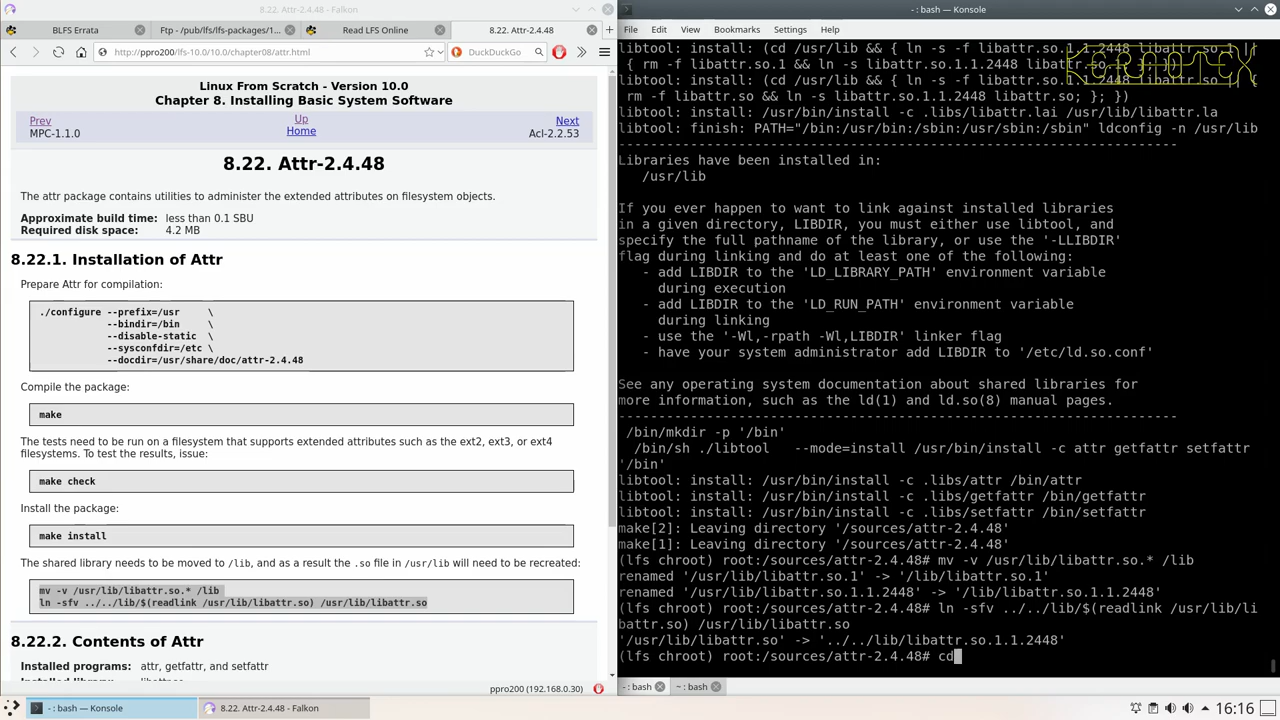 8.22. Attr-2.4.48 - Falkon
BLFS Errata
Ftp - /pub/lfs/lfs-packages/1...
Read LFS Online
8.22. Attr-2.4.48
http://ppro200/lfs-10.0/10.0/chapter08/attr.html
DuckDuckGo
Linux From Scratch - Version 10.0
Chapter 8. Installing Basic System Software
Prev
Up
Next
MPC-1.1.0
Home
Acl-2.2.53
8.22. Attr-2.4.48
The attr package contains utilities to administer the extended attributes on filesystem objects.
Approximate build time: less than 0.1 SBU
Required disk space: 4.2 MB
8.22.1. Installation of Attr
Prepare Attr for compilation:
./configure --prefix=/usr \
--bindir=/bin \
--disable-static \
--sysconfdir=/etc \
--docdir=/usr/share/doc/attr-2.4.48
Compile the package:
make
The tests need to be run on a filesystem that supports extended attributes such as the ext2, ext3, or ext4
filesystems. To test the results, issue:
make check
Install the package:
make install
The shared library needs to be moved to /lib, and as a result the .so file in /usr/lib will need to be recreated:
mv -v /usr/lib/libattr.so.* /lib
ln -sfv ../../lib/$(readlink /usr/lib/libattr.so) /usr/lib/libattr.so
8.22.2. Contents of Attr
Installed programs: attr, getfattr, and setfattr
ppro200 (192.168.0.30)
- : bash — Konsole
File Edit View Bookmarks Settings Help
libtool: install: (cd /usr/lib && { ln -s -f libattr.so.1.1.2448 libattr.so.1 ||
{ rm -f libattr.so.1 && ln -s libattr.so.1.1.2448 libattr.so.1; }; })
libtool: install: (cd /usr/lib && { ln -s -f libattr.so.1.1.2448 libattr.so || {
rm -f libattr.so && ln -s libattr.so.1.1.2448 libattr.so; }; })
libtool: install: /usr/bin/install -c .libs/libattr.lai /usr/lib/libattr.la
libtool: finish: PATH="/bin:/usr/bin:/sbin:/usr/sbin:/sbin" ldconfig -n /usr/lib
----------------------------------------------------------------------
Libraries have been installed in:
/usr/lib
If you ever happen to want to link against installed libraries
in a given directory, LIBDIR, you must either use libtool, and
specify the full pathname of the library, or use the '-LLIBDIR'
flag during linking and do at least one of the following:
- add LIBDIR to the 'LD_LIBRARY_PATH' environment variable
during execution
- add LIBDIR to the 'LD_RUN_PATH' environment variable
during linking
- use the '-Wl,-rpath -Wl,LIBDIR' linker flag
- have your system administrator add LIBDIR to '/etc/ld.so.conf'
See any operating system documentation about shared libraries for
more information, such as the ld(1) and ld.so(8) manual pages.
----------------------------------------------------------------------
/bin/mkdir -p '/bin'
/bin/sh ./libtool --mode=install /usr/bin/install -c attr getfattr setfattr
'/bin'
libtool: install: /usr/bin/install -c .libs/attr /bin/attr
libtool: install: /usr/bin/install -c .libs/getfattr /bin/getfattr
libtool: install: /usr/bin/install -c .libs/setfattr /bin/setfattr
make[2]: Leaving directory '/sources/attr-2.4.48'
make[1]: Leaving directory '/sources/attr-2.4.48'
(lfs chroot) root:/sources/attr-2.4.48# mv -v /usr/lib/libattr.so.* /lib
renamed '/usr/lib/libattr.so.1' -> '/lib/libattr.so.1'
renamed '/usr/lib/libattr.so.1.1.2448' -> '/lib/libattr.so.1.1.2448'
(lfs chroot) root:/sources/attr-2.4.48# ln -sfv ../../lib/$(readlink /usr/lib/li
battr.so) /usr/lib/libattr.so
'/usr/lib/libattr.so' -> '../../lib/libattr.so.1.1.2448'
(lfs chroot) root:/sources/attr-2.4.48# cd
- : bash
~ : bash
- : bash — Konsole
8.22. Attr-2.4.48 - Falkon
16:16